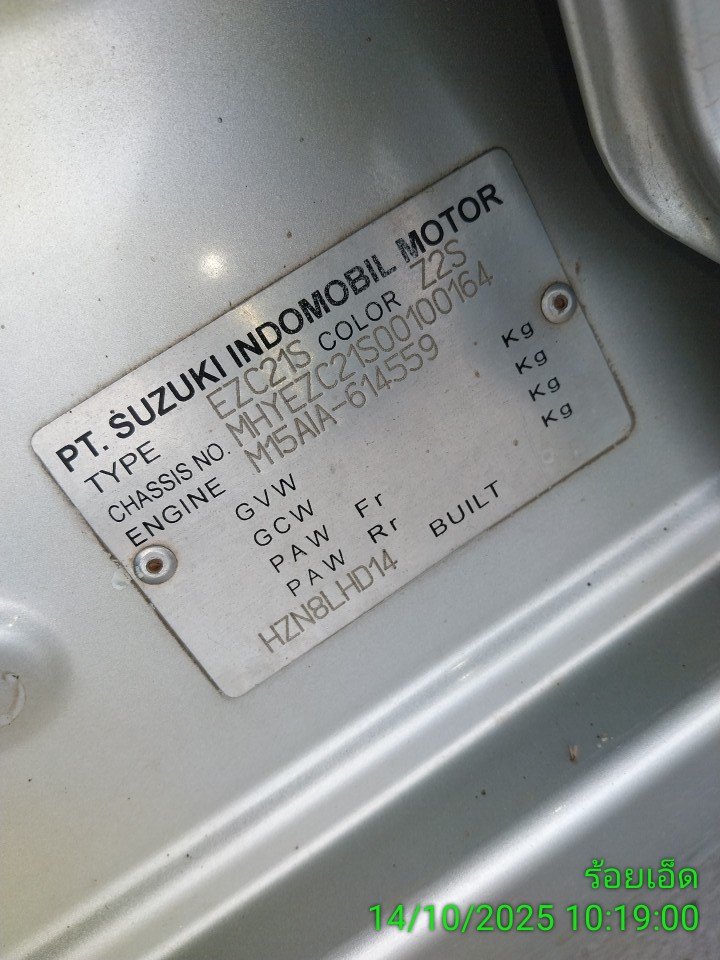 PT. SUZUKI INDOMOBIL MOTOR
TYPE EZC21S COLOR Z2S
CHASSIS NO. MHYEZC21S00100164
ENGINE M15AIA-614559
GVW Kg
GCW Kg
PAW Fr Kg
PAW Rr Kg
HZN8LHD14 BUILT
ร้อยเอ็ด
14/10/2025 10:19:00